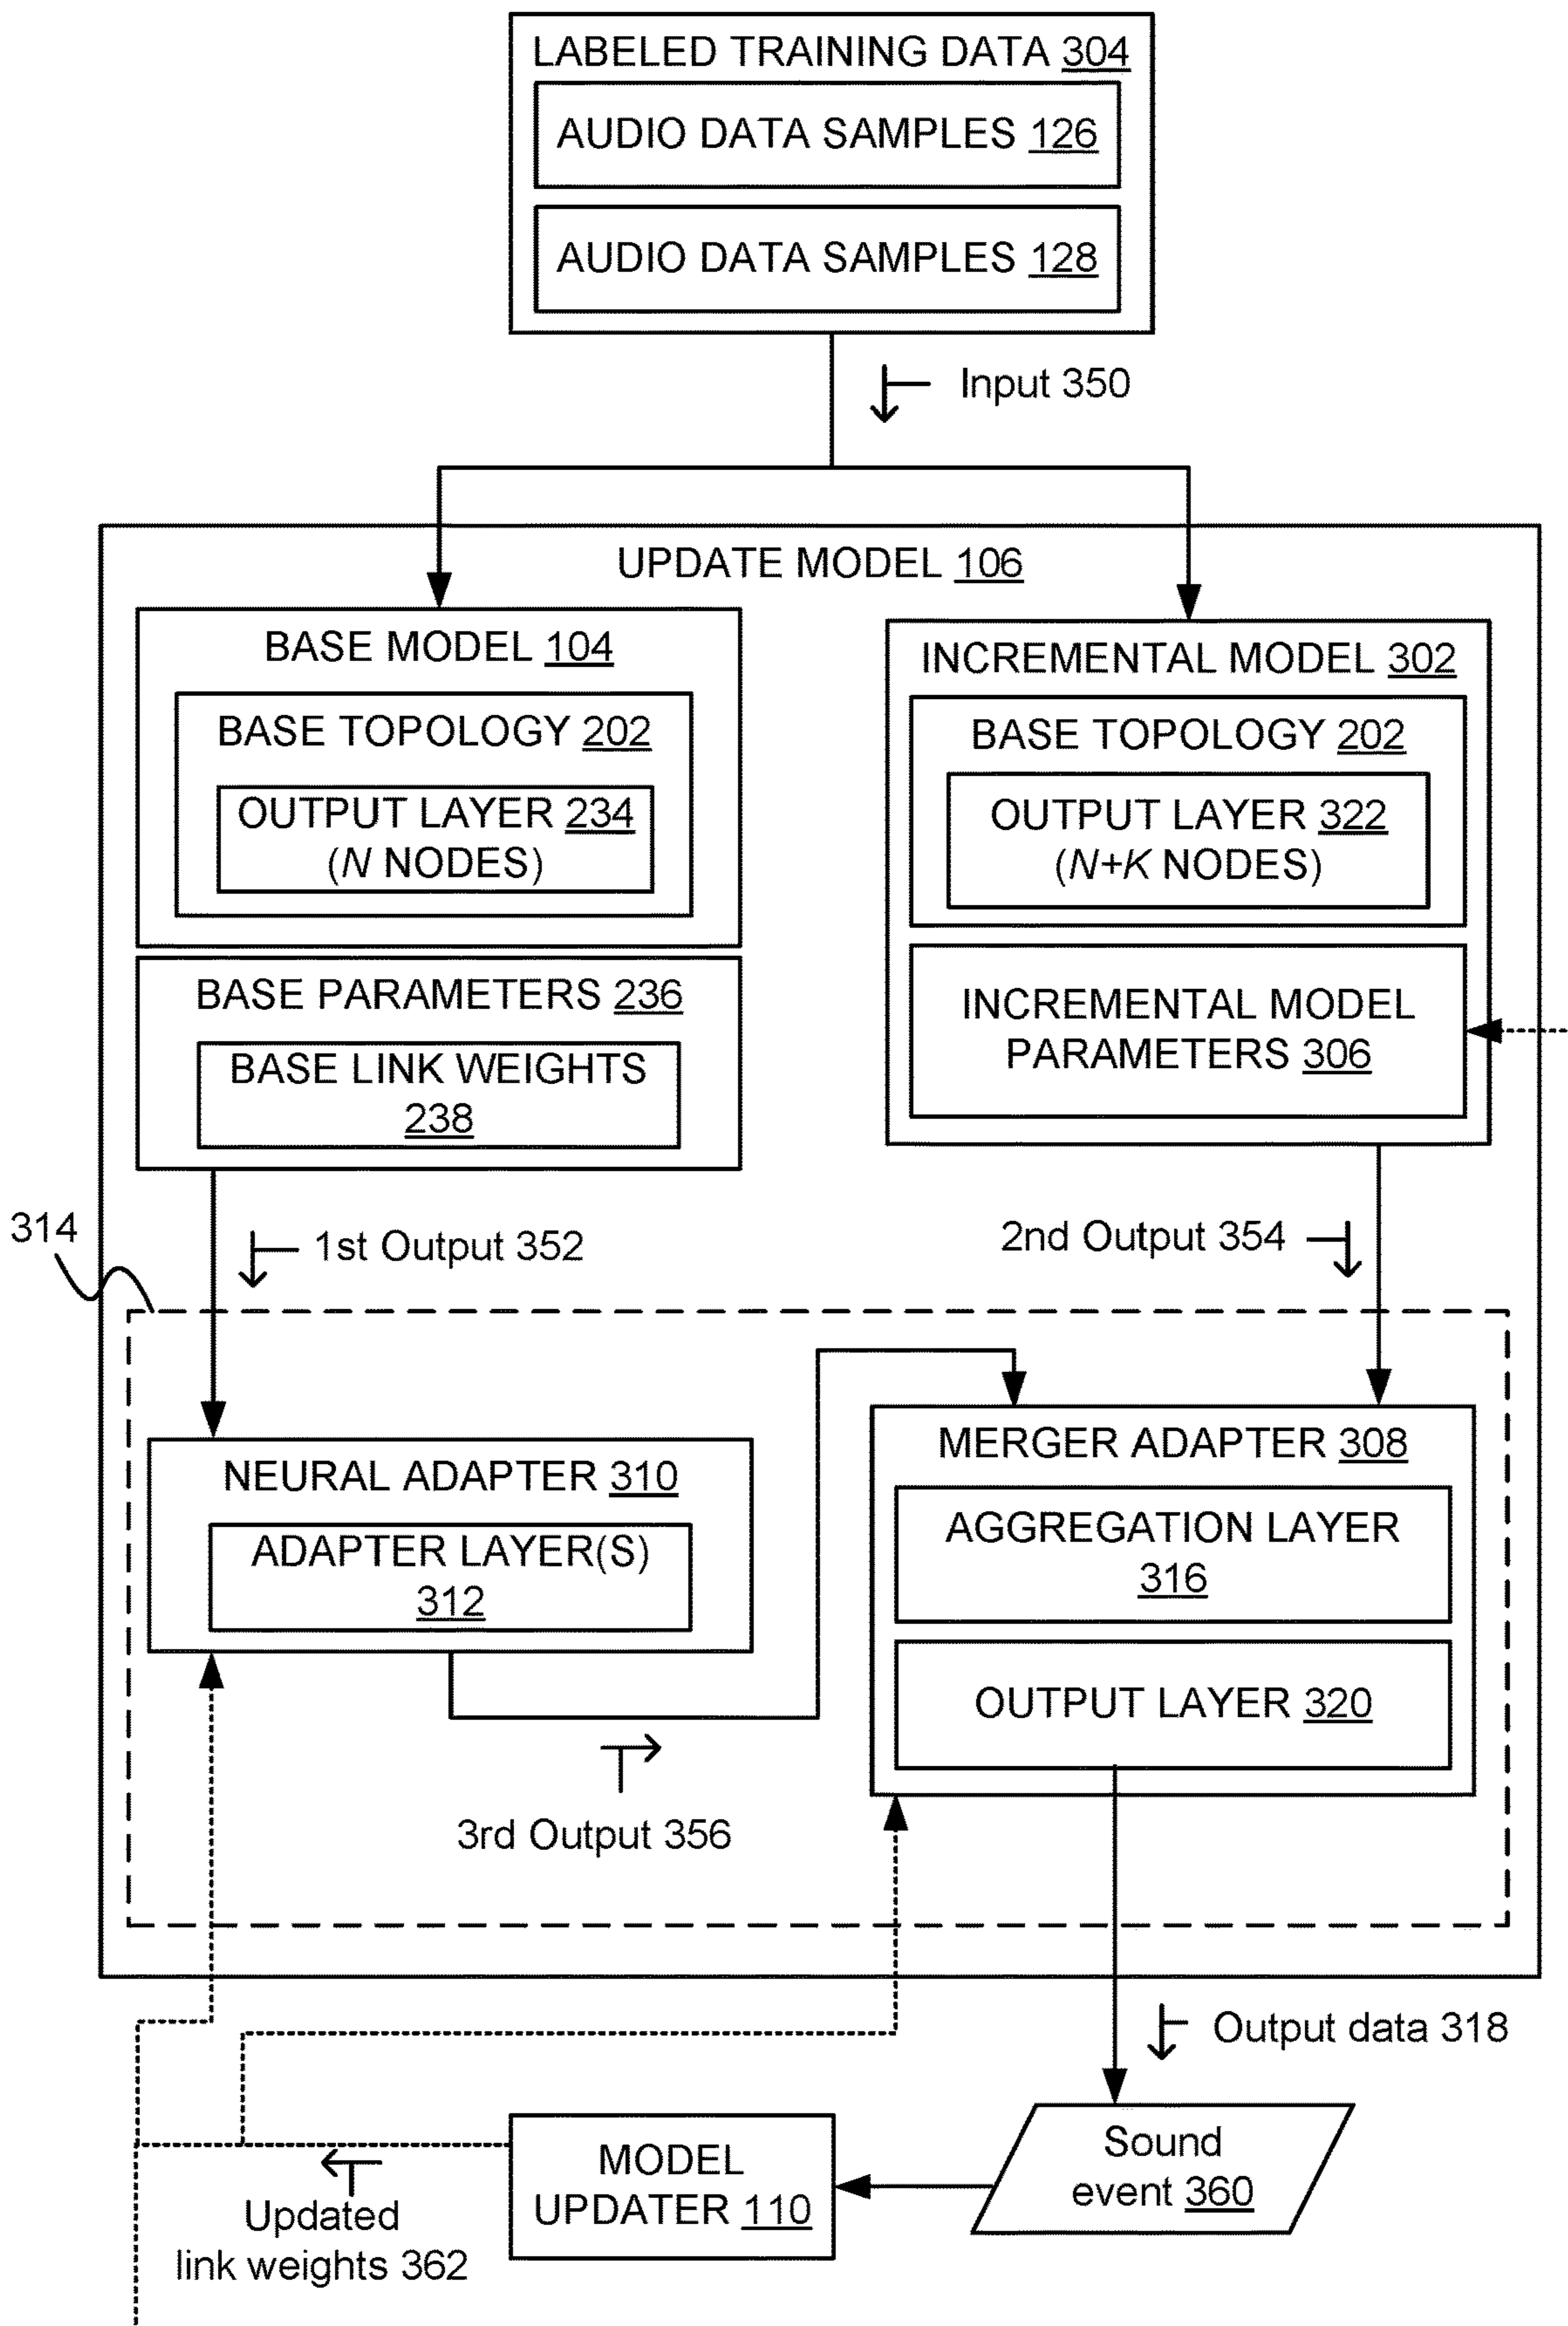 LABELED TRAINING DATA 304
AUDIO DATA SAMPLES 126
AUDIO DATA SAMPLES 128
Input 350
UPDATE MODEL 106
BASE MODEL 104
BASE TOPOLOGY 202
OUTPUT LAYER 234
(N NODES)
BASE PARAMETERS 236
BASE LINK WEIGHTS
238
INCREMENTAL MODEL 302
BASE TOPOLOGY 202
OUTPUT LAYER 322
(N+K NODES)
INCREMENTAL MODEL
PARAMETERS 306
314
1st Output 352
2nd Output 354
NEURAL ADAPTER 310
ADAPTER LAYER(S)
312
MERGER ADAPTER 308
AGGREGATION LAYER
316
OUTPUT LAYER 320
3rd Output 356
Output data 318
Sound
event 360
MODEL
UPDATER 110
Updated
link weights 362